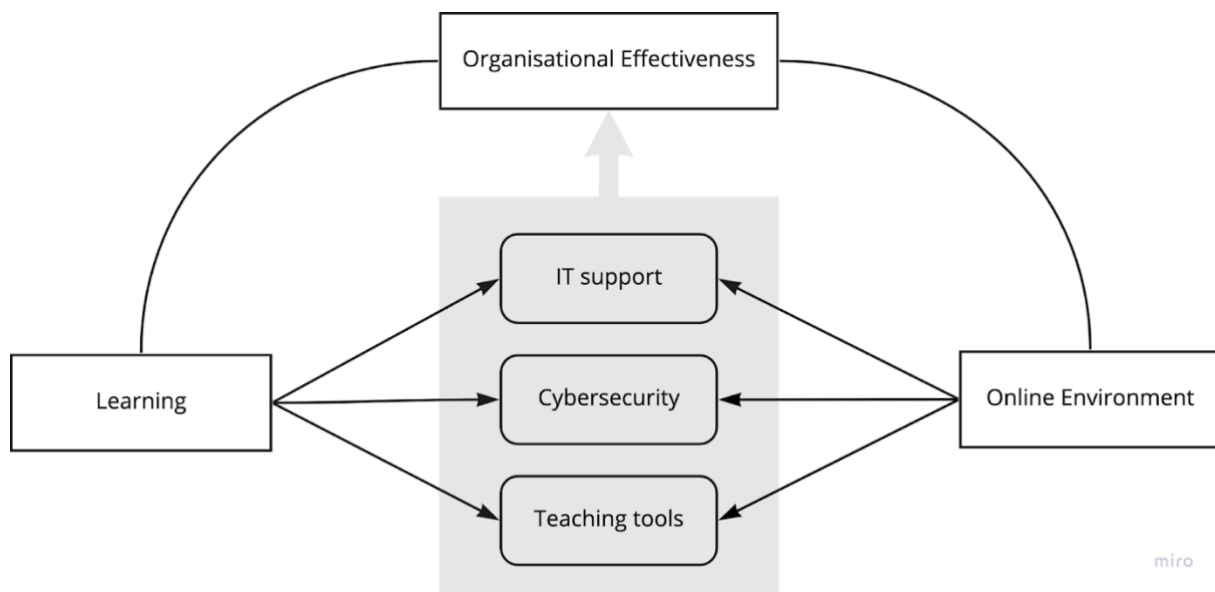 Organisational Effectiveness
IT support
Learning
Cybersecurity
Online Environment
Teaching tools
miro